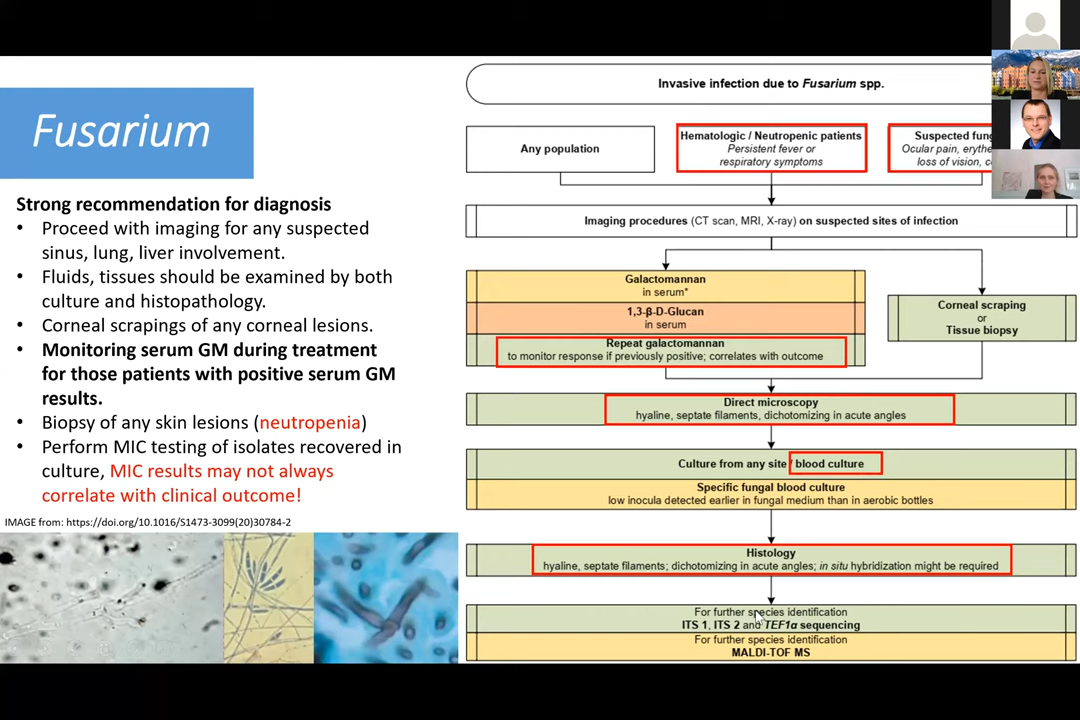 Fusarium
Strong recommendation for diagnosis
• Proceed with imaging for any suspected
sinus, lung, liver involvement.
• Fluids, tissues should be examined by both
culture and histopathology.
• Corneal scrapings of any corneal lesions.
• Monitoring serum GM during treatment
for those patients with positive serum GM
results.
• Biopsy of any skin lesions (neutropenia)
• Perform MIC testing of isolates recovered in
culture, MIC results may not always
correlate with clinical outcome!
IMAGE from: https://doi.org/10.1016/S1473-3099(20)30784-2
Invasive infection due to Fusarium spp.
Any population
Hematologic / Neutropenic patients
Persistent fever or
respiratory symptoms
Suspected
Ocular pain,
loss of vision,
Imaging procedures (CT scan, MRI, X-ray) on suspected sites of infection
Galactomannan
in serum*
1,3-β-D-Glucan
in serum
Repeat galactomannan
to monitor response if previously positive; correlates with outcome
Corneal scraping
or
Tissue biopsy
Direct microscopy
hyaline, septate filaments, dichotomizing in acute angles
Culture from any site / blood culture
Specific fungal blood culture
low inocula detected earlier in fungal medium than in aerobic bottles
Histology
hyaline, septate filaments; dichotomizing in acute angles; in situ hybridization might be required
For further species identification
ITS 1, ITS 2 and TEF1α sequencing
For further species identification
MALDI-TOF MS